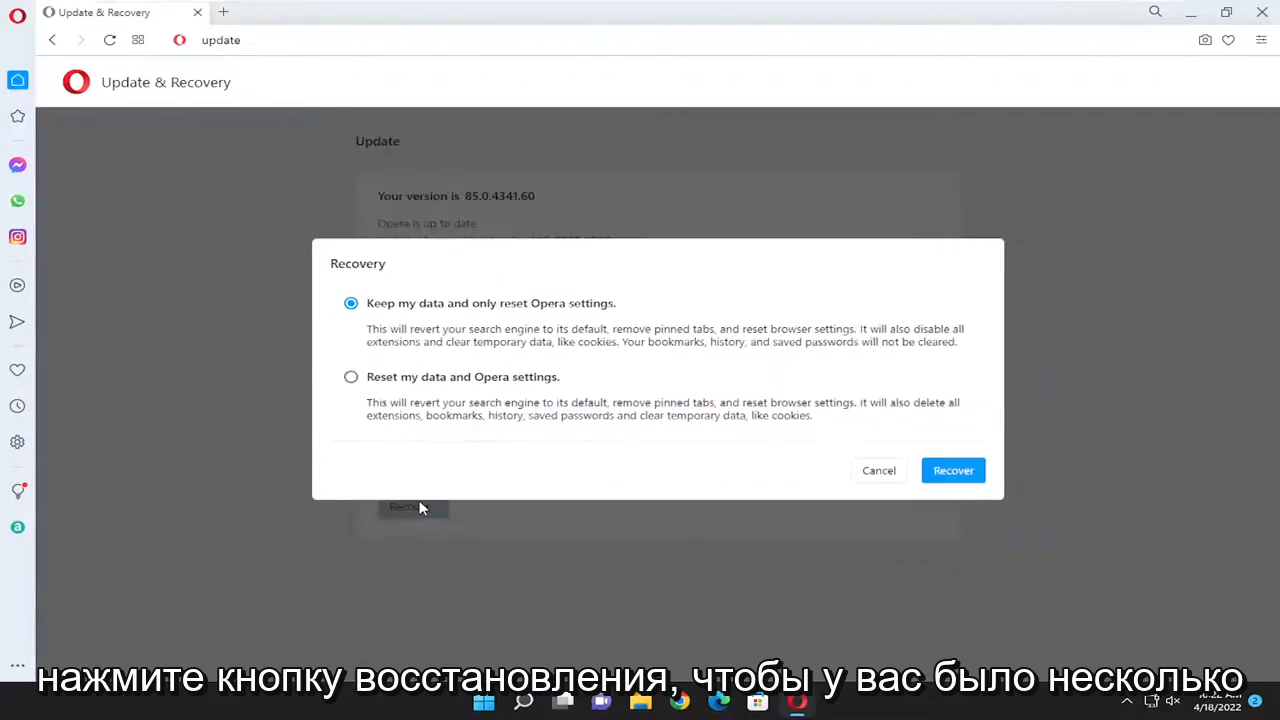 Update & Recovery
update
Update & Recovery
Update
Your version is 85.0.4341.60
Opera is up to date
Recovery
Keep my data and only reset Opera settings.
This will revert your search engine to its default, remove pinned tabs, and reset browser settings. It will also disable all
extensions and clear temporary data, like cookies. Your bookmarks, history, and saved passwords will not be cleared.
Reset my data and Opera settings.
This will revert your search engine to its default, remove pinned tabs, and reset browser settings. It will also delete all
extensions, bookmarks, history, saved passwords and clear temporary data, like cookies.
Cancel
Recover
нажмите кнопку восстановления, чтобы у вас было несколько
4/18/2022
2